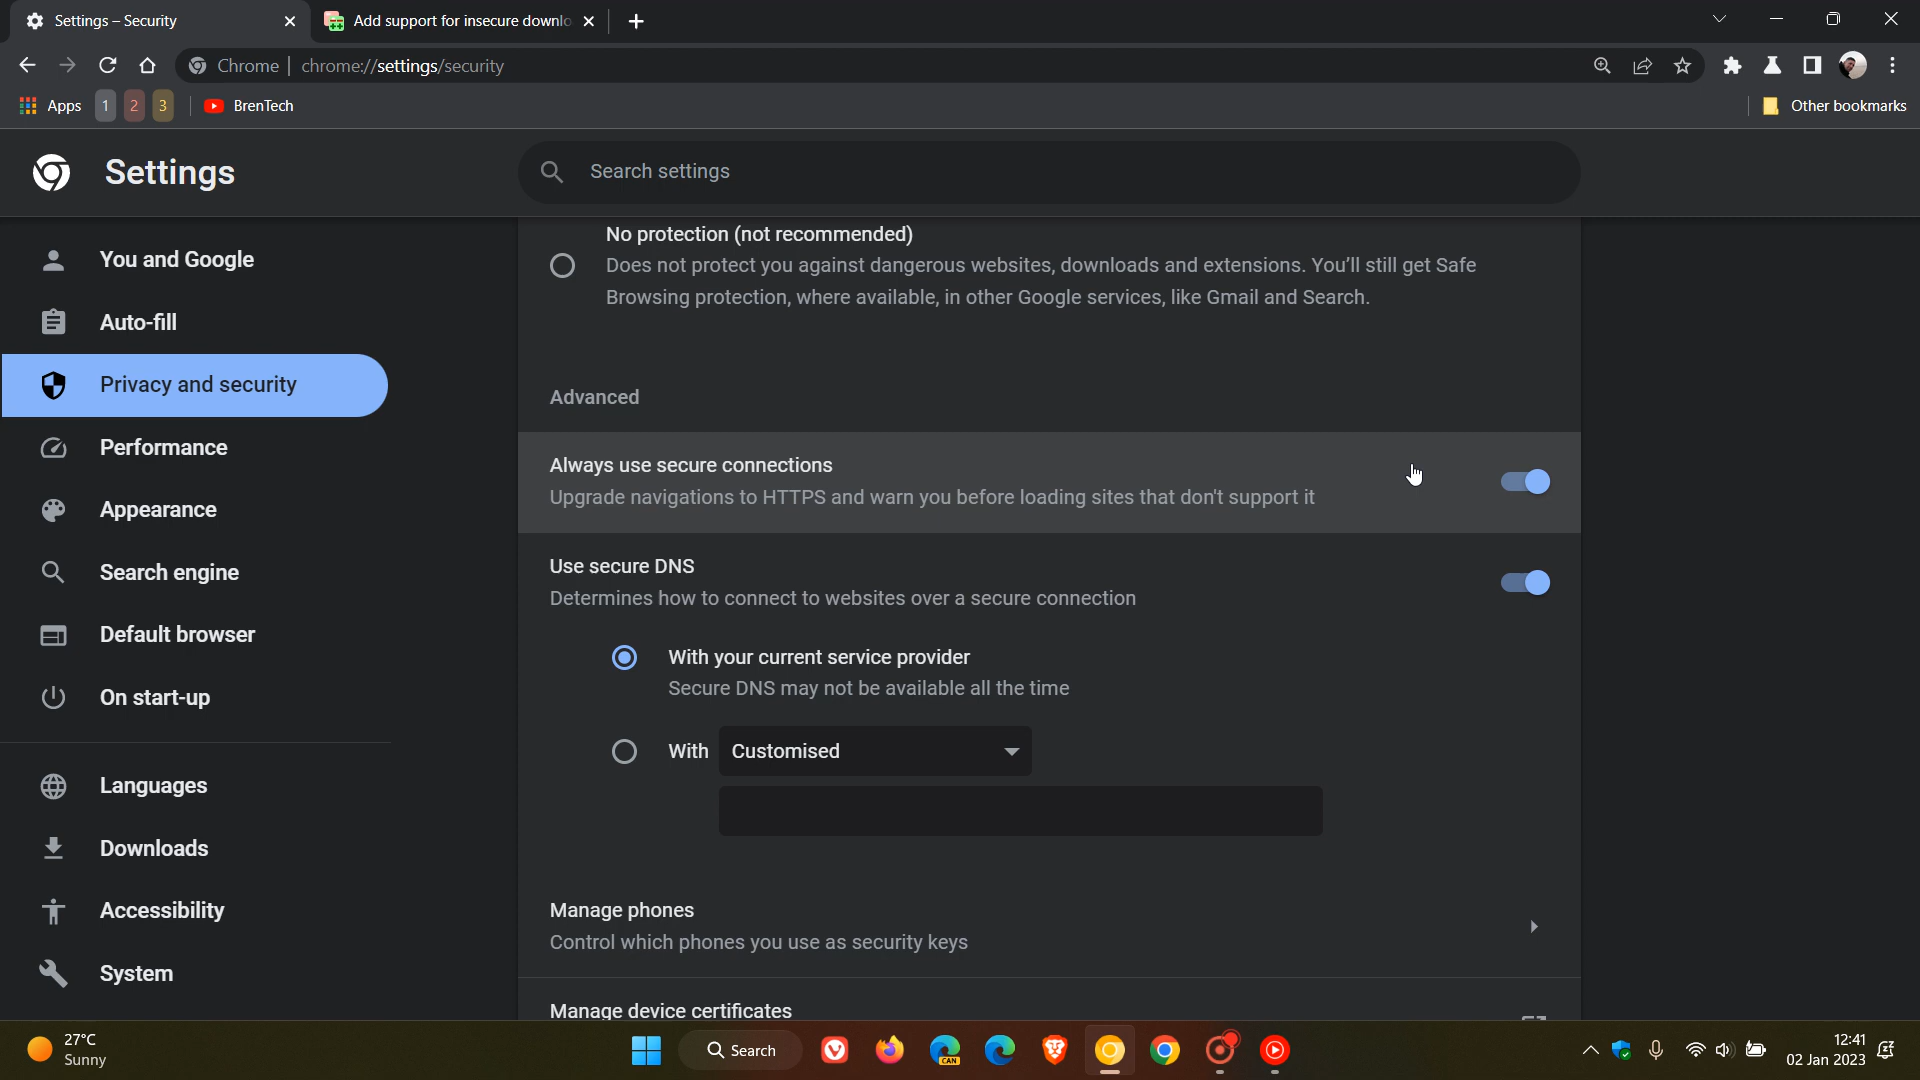 Settings – Security
Add support for insecure downlo
Chrome
chrome://settings/security
Apps
1
2
3
BrenTech
Other bookmarks
Settings
Search settings
You and Google
Auto-fill
Privacy and security
Performance
Appearance
Search engine
Default browser
On start-up
Languages
Downloads
Accessibility
System
No protection (not recommended)
Does not protect you against dangerous websites, downloads and extensions. You'll still get Safe
Browsing protection, where available, in other Google services, like Gmail and Search.
Advanced
Always use secure connections
Upgrade navigations to HTTPS and warn you before loading sites that don't support it
Use secure DNS
Determines how to connect to websites over a secure connection
With your current service provider
Secure DNS may not be available all the time
With
Customised
Manage phones
Control which phones you use as security keys
Manage device certificates
27°C
Sunny
Search
CAN
12:41
02 Jan 2023